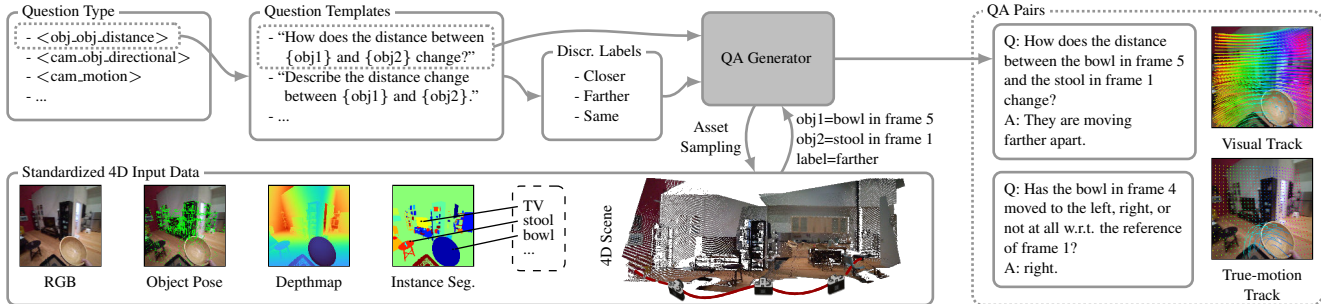 Question Type
- <obj_obj_distance>
- <cam_obj_directional>
- <cam_motion>
- ...
Question Templates
- “How does the distance between
{obj1} and {obj2} change?”
- “Describe the distance change
between {obj1} and {obj2}.”
- ...
Discr. Labels
- Closer
- Farther
- Same
QA Generator
Asset
Sampling
obj1=bowl in frame 5
obj2=stool in frame 1
label=farther
QA Pairs
Q: How does the distance
between the bowl in frame 5
and the stool in frame 1
change?
A: They are moving
farther apart.
Visual Track
Q: Has the bowl in frame 4
moved to the left, right, or
not at all w.r.t. the reference
of frame 1?
A: right.
True-motion
Track
Standardized 4D Input Data
RGB
Object Pose
Depthmap
Instance Seg.
TV
stool
bowl
...
4D Scene